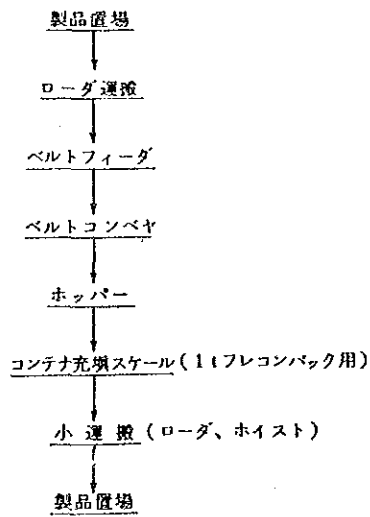 製品置場
ローダ運搬
ベルトフィーダ
ベルトコンベヤ
ホッパー
コンテナ充塡スケール(1tフレコンバック用)
小運搬(ローダ、ホイスト)
製品置場